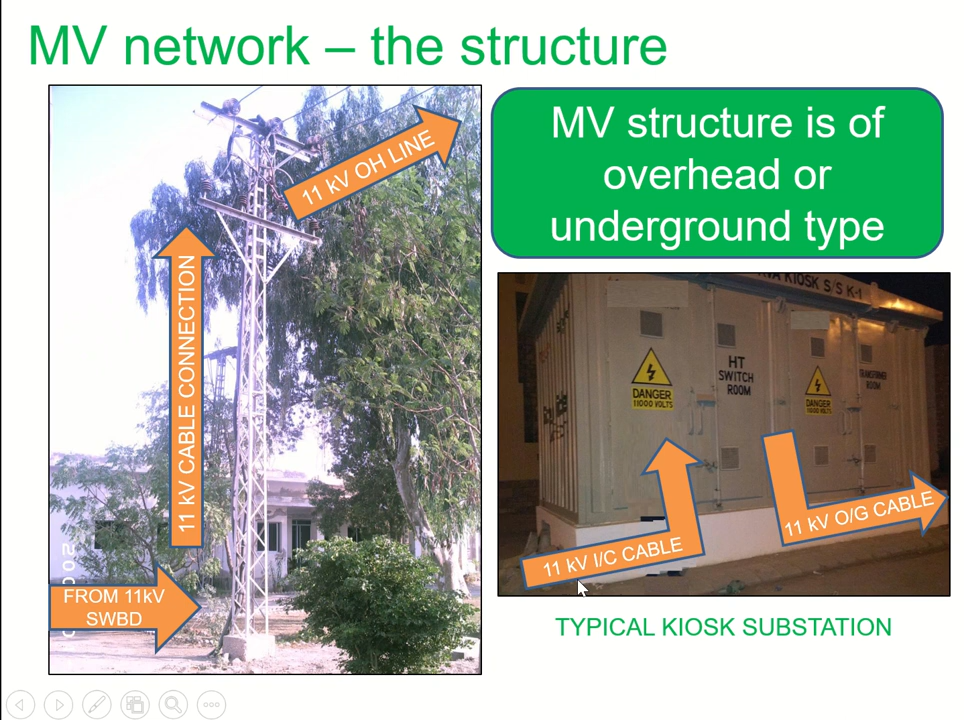 MV network – the structure
11 kV OH LINE
11 kV CABLE CONNECTION
FROM 11kV
SWBD
MV structure is of
overhead or
underground type
KIOSK S/S K-1
HT
SWITCH
ROOM
TRANSFORMER
ROOM
DANGER
11000 VOLTS
DANGER
11000 VOLTS
11 kV I/C CABLE
11 kV O/G CABLE
TYPICAL KIOSK SUBSTATION